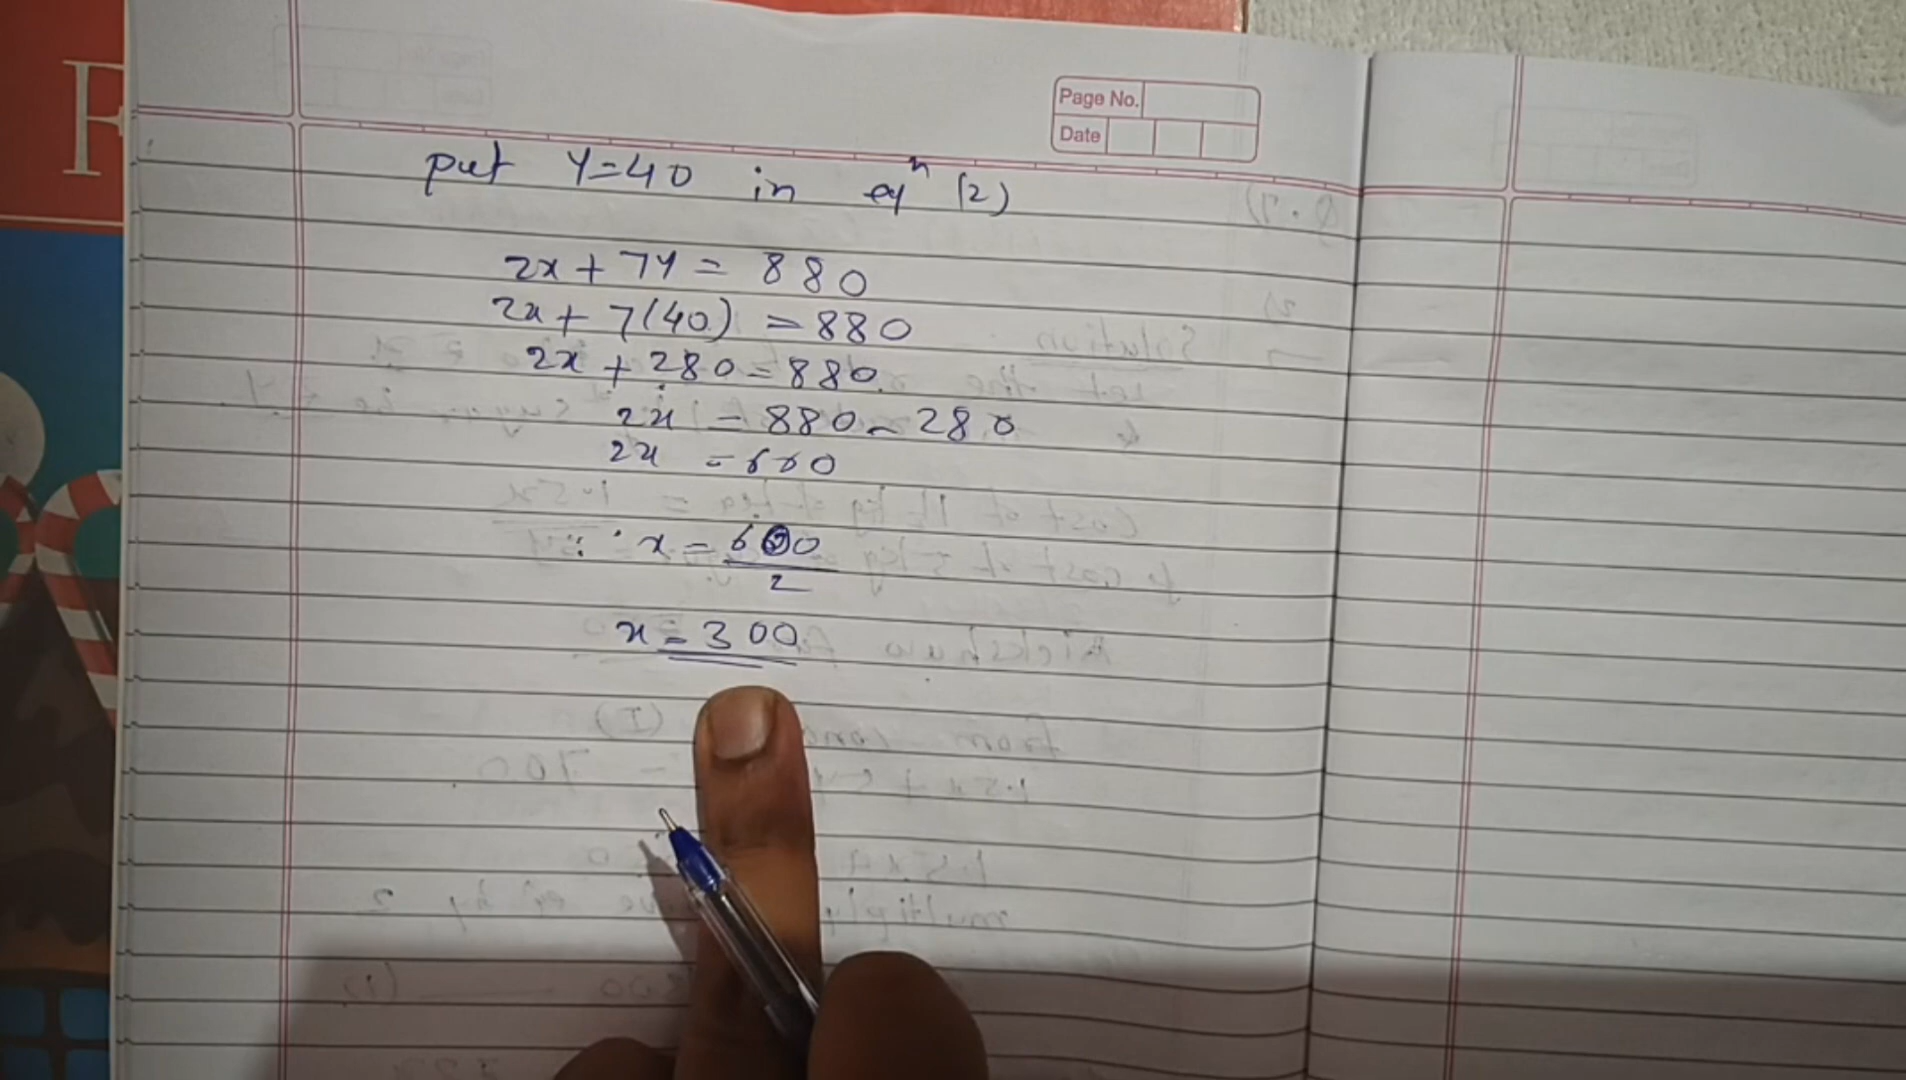 F
Page No.
Date
put Y=40 in eqⁿ (2)
2x + 7y = 880
2x + 7(40) = 880
2x + 280 = 880
2x = 880 - 280
2x = 600
∴ x = 600
2
x = 300